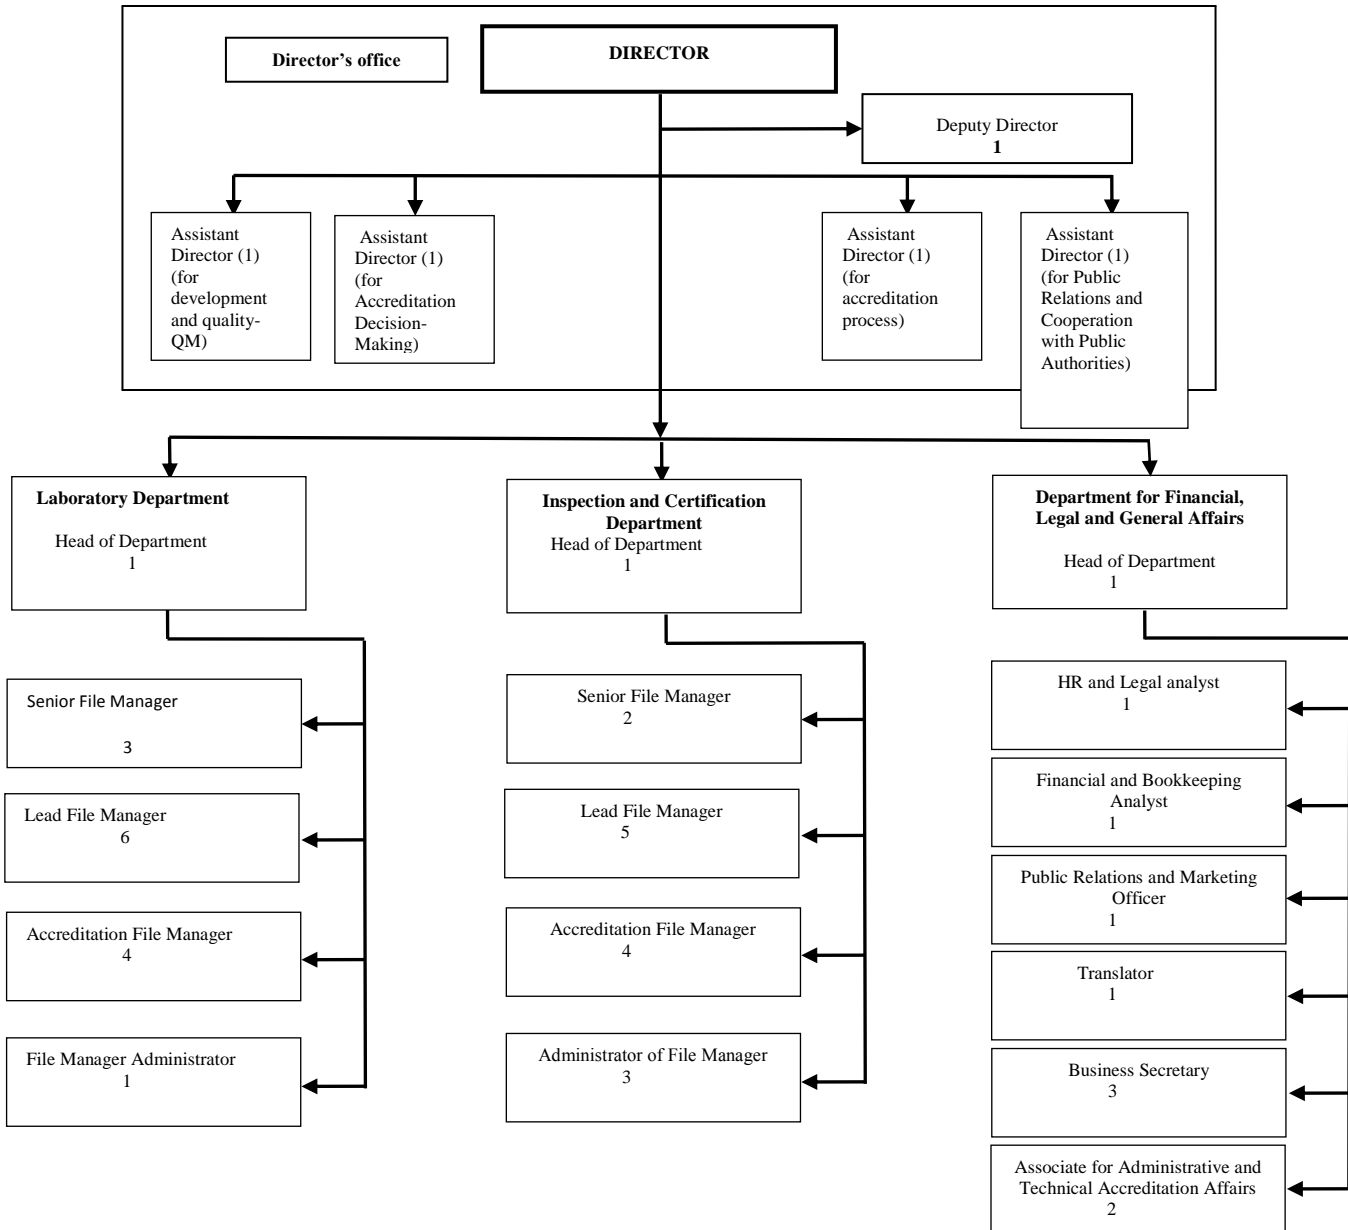 Director's office
DIRECTOR
Deputy Director
1
Assistant
Director (1)
(for
development
and quality-
QM)
Assistant
Director (1)
(for
Accreditation
Decision-
Making)
Assistant
Director (1)
(for
accreditation
process)
Assistant
Director (1)
(for Public
Relations and
Cooperation
with Public
Authorities)
Laboratory Department
Head of Department
1
Inspection and Certification
Department
Head of Department
1
Department for Financial,
Legal and General Affairs
Head of Department
1
Senior File Manager
3
Lead File Manager
6
Accreditation File Manager
4
File Manager Administrator
1
Senior File Manager
2
Lead File Manager
5
Accreditation File Manager
4
Administrator of File Manager
3
HR and Legal analyst
1
Financial and Bookkeeping
Analyst
1
Public Relations and Marketing
Officer
1
Translator
1
Business Secretary
3
Associate for Administrative and
Technical Accreditation Affairs
2